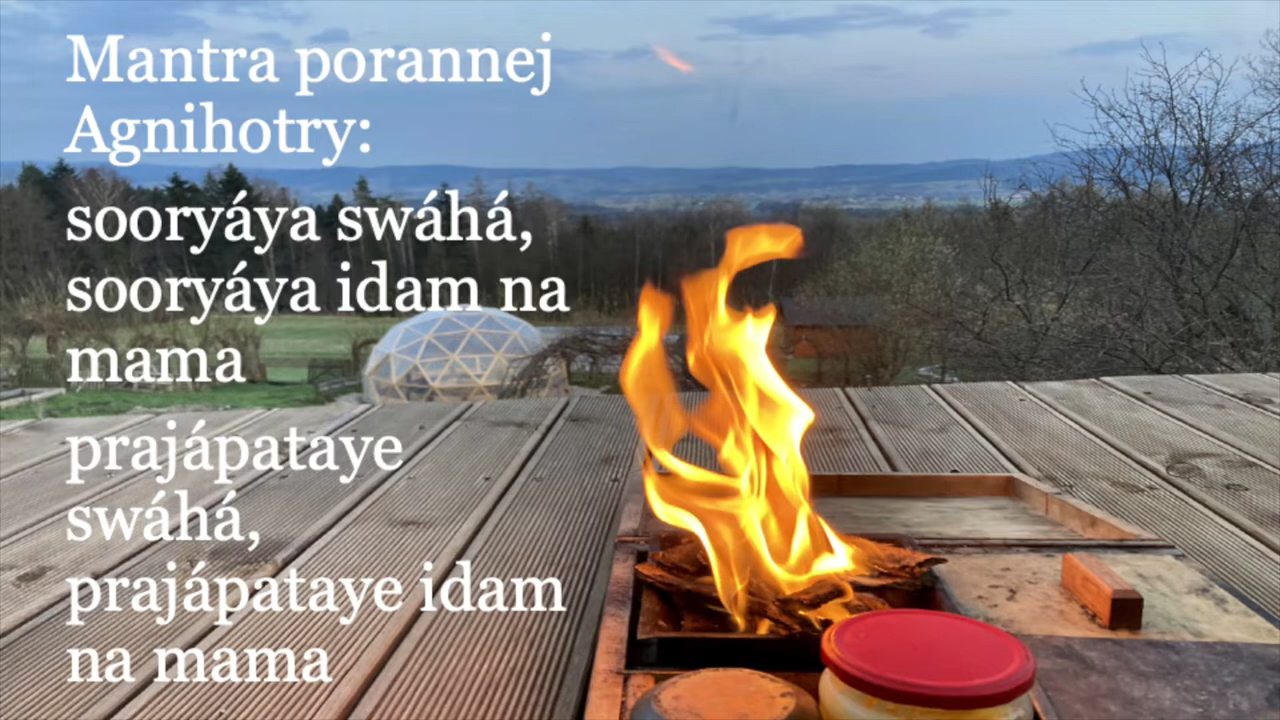 Mantra porannej
Agnihotry:
sooryáya swáhá,
sooryáya idam na
mama
prajápataye
swáhá,
prajápataye idam
na mama